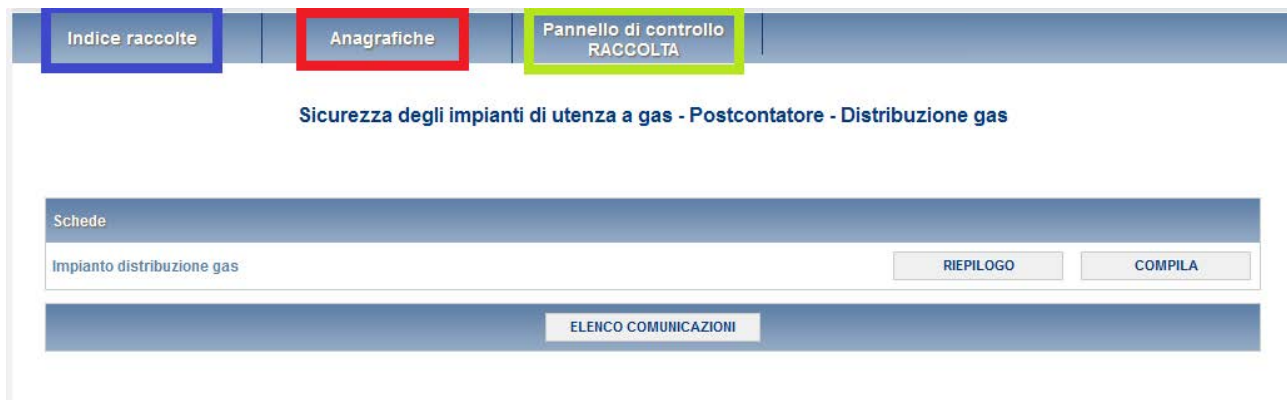 Indice raccolte
Anagrafiche
Pannello di controllo
RACCOLTA
Sicurezza degli impianti di utenza a gas - Postcontatore - Distribuzione gas
Schede
Impianto distribuzione gas
RIEPILOGO
COMPILA
ELENCO COMUNICAZIONI